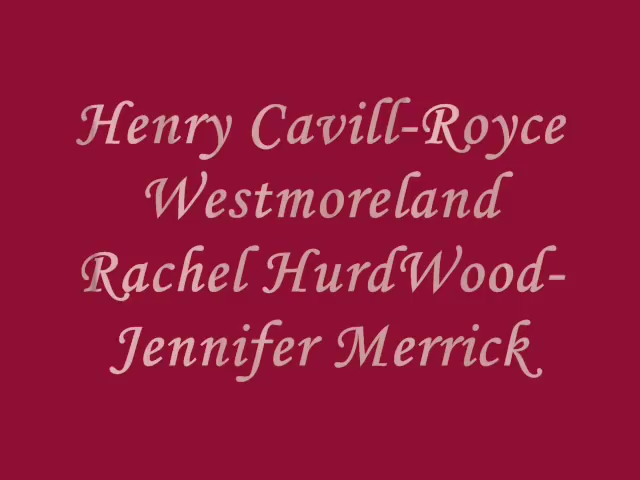 Henry Cavill-Royce
Westmoreland
Rachel HurdWood-
Jennifer Merrick